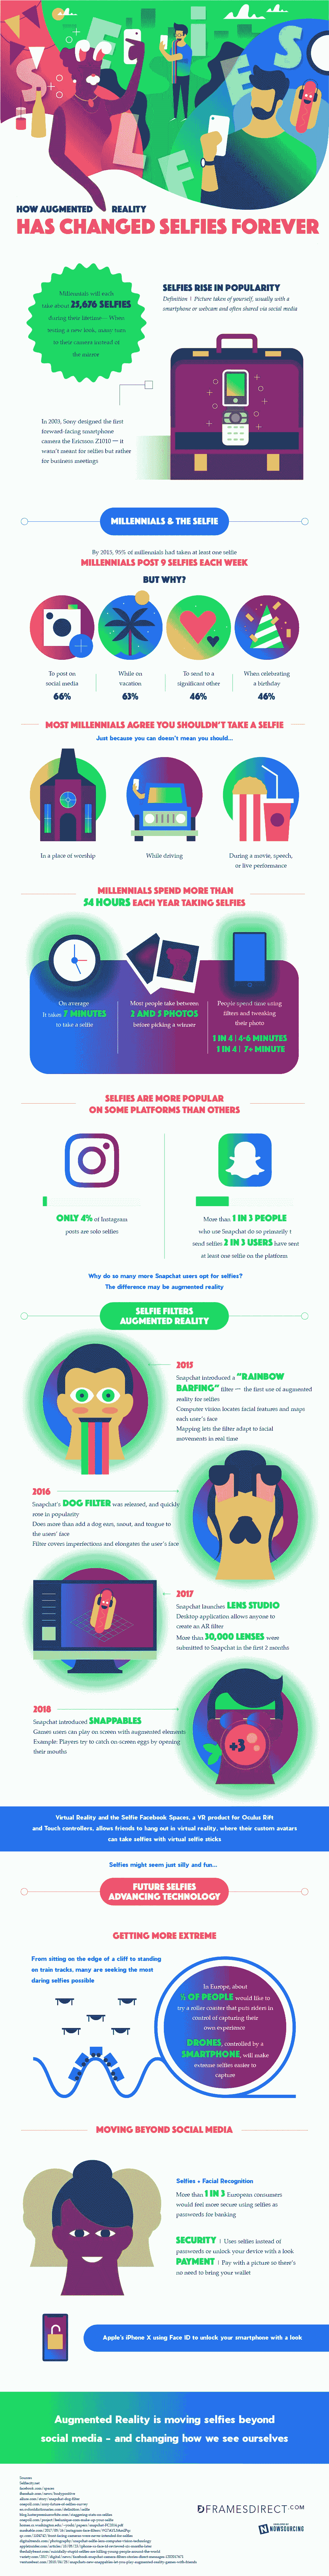 SELFIES
HOW AUGMENTED REALITY
HAS CHANGED SELFIES FOREVER
Millennials will each
take about 25,676 SELFIES
during their lifetime— When
testing a new look, many turn
to their camera instead of
the mirror
SELFIES RISE IN POPULARITY
Definition | Picture taken of yourself, usually with a
smartphone or webcam and often shared via social media
In 2003, Sony designed the first
forward-facing smartphone
camera the Ericsson Z1010 — it
wasn't meant for selfies but rather
for business meetings
MILLENNIALS & THE SELFIE
By 2015, 95% of millennials had taken at least one selfie
MILLENNIALS POST 9 SELFIES EACH WEEK
BUT WHY?
To post on
social media
66%
While on
vacation
63%
To send to a
significant other
46%
When celebrating
a birthday
46%
MOST MILLENNIALS AGREE YOU SHOULDN'T TAKE A SELFIE
Just because you can doesn't mean you should...
In a place of worship
While driving
During a movie, speech,
or live performance
MILLENNIALS SPEND MORE THAN
54 HOURS EACH YEAR TAKING SELFIES
On average
It takes 7 MINUTES
to take a selfie
Most people take between
2 AND 5 PHOTOS
before picking a winner
People spend time using
filters and tweaking
their photo
1 IN 4 | 4-6 MINUTES
1 IN 4 | 7+ MINUTE
SELFIES ARE MORE POPULAR
ON SOME PLATFORMS THAN OTHERS
ONLY 4% of Instagram
posts are solo selfies
More than 1 IN 3 PEOPLE
who use Snapchat do so primarily t
send selfies 2 IN 3 USERS have sent
at least one selfie on the platform
Why do so many more Snapchat users opt for selfies?
The difference may be augmented reality
SELFIE FILTERS
AUGMENTED REALITY
2015
Snapchat introduced a "RAINBOW
BARFING" filter — the first use of augmented
reality for selfies
Computer vision locates facial features and maps
each user's face
Mapping lets the filter adapt to facial
movements in real time
2016
Snapchat's DOG FILTER was released, and quickly
rose in popularity
Does more than add a dog ears, snout, and tongue to
the users' face
Filter covers imperfections and elongates the user's face
2017
Snapchat launches LENS STUDIO
Desktop application allows anyone to
create an AR filter
More than 30,000 LENSES were
submitted to Snapchat in the first 2 months
2018
Snapchat introduced SNAPPABLES
Games users can play on screen with augmented elements
Example: Players try to catch on-screen eggs by opening
their mouths
+3
Virtual Reality and the Selfie Facebook Spaces, a VR product for Oculus Rift
and Touch controllers, allows friends to hang out in virtual reality, where their custom avatars
can take selfies with virtual selfie sticks
Selfies might seem just silly and fun...
FUTURE SELFIES
ADVANCING TECHNOLOGY
GETTING MORE EXTREME
From sitting on the edge of a cliff to standing
on train tracks, many are seeking the most
daring selfies possible
In Europe, about
OF PEOPLE would like to
try a roller coaster that puts riders in
control of capturing their
own experience
DRONES, controlled by a
SMARTPHONE, will make
extreme selfies easier to
capture
MOVING BEYOND SOCIAL MEDIA
Selfies + Facial Recognition
More than 1 IN 3 European consumers
would feel more secure using selfies as
passwords for banking
SECURITY | Uses selfies instead of
passwords or unlock your device with a look
PAYMENT | Pay with a picture so there's
no need to bring your wallet
Apple's iPhone X using Face ID to unlock your smartphone with a look
Augmented Reality is moving selfies beyond
social media - and changing how we see ourselves
Sources
DFRAMESDIRECT.COM
NOWSOURCING